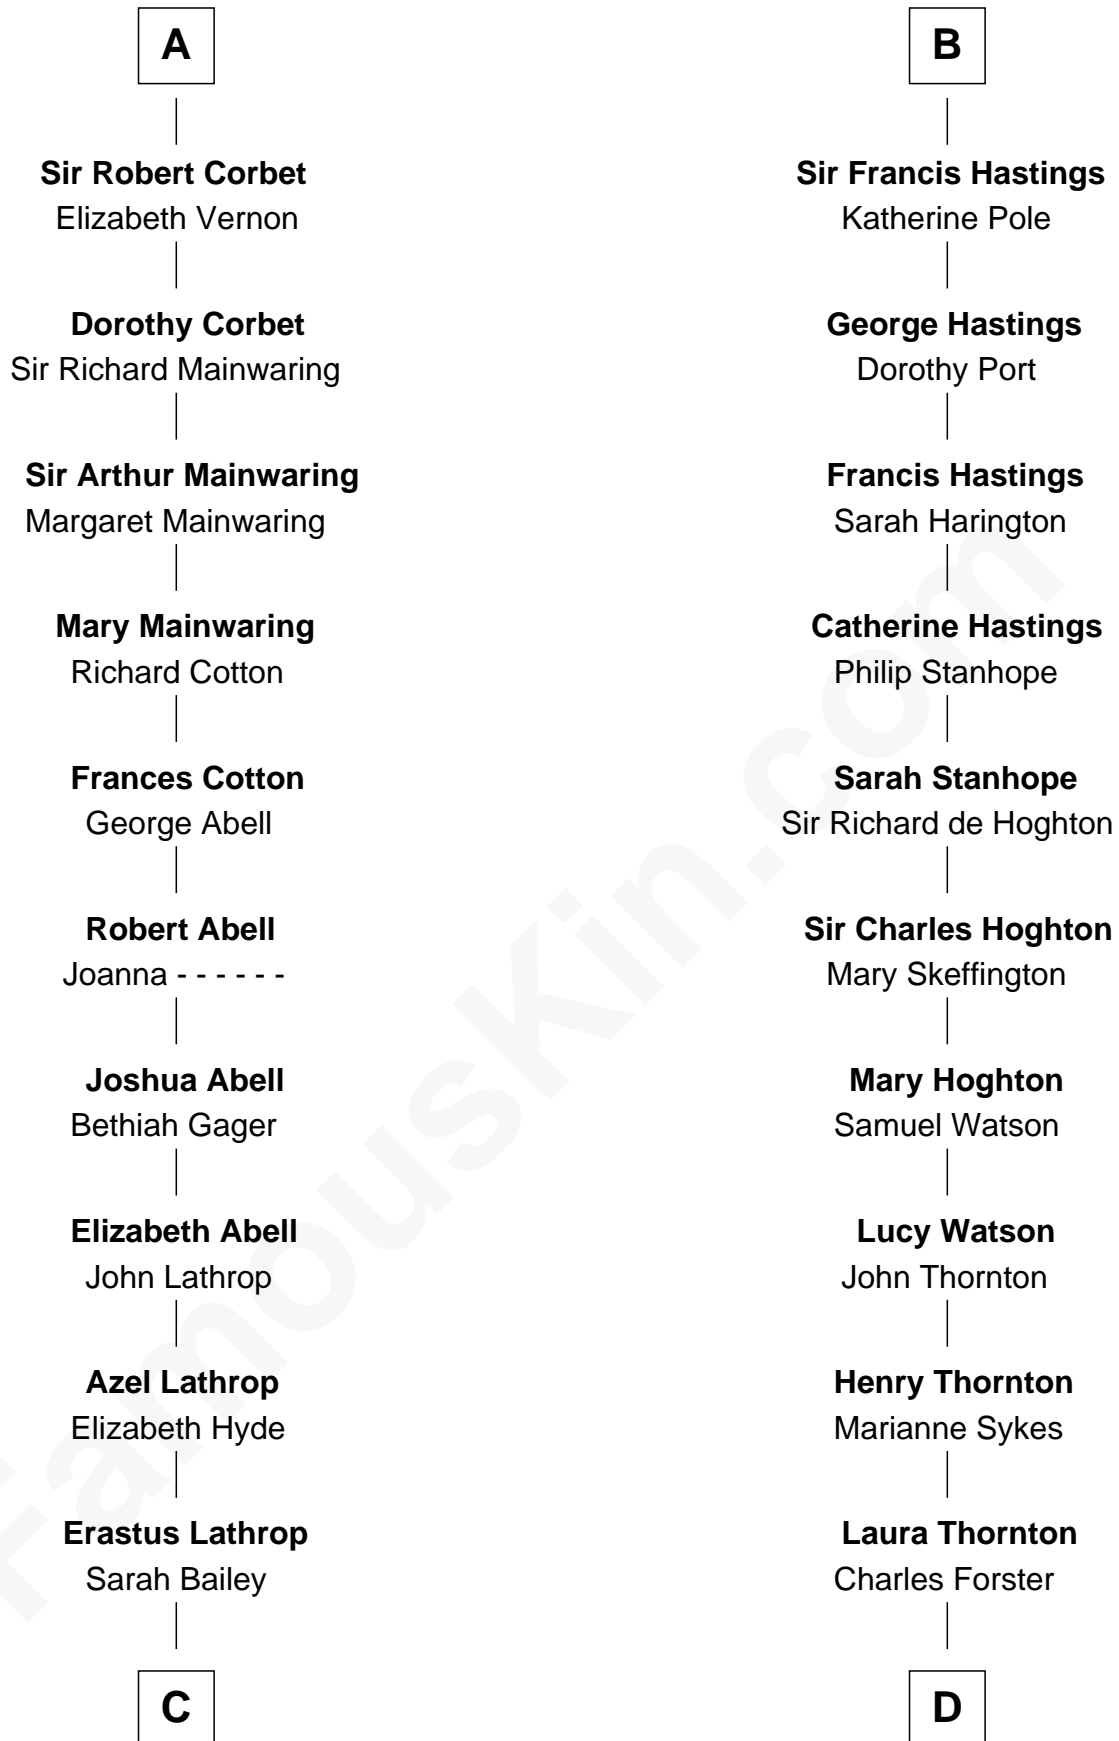 A
Sir Robert Corbet
Elizabeth Vernon
Dorothy Corbet
Sir Richard Mainwaring
Sir Arthur Mainwaring
Margaret Mainwaring
Mary Mainwaring
Richard Cotton
Frances Cotton
George Abell
Robert Abell
Joanna - - - - - -
Joshua Abell
Bethiah Gager
Elizabeth Abell
John Lathrop
Azel Lathrop
Elizabeth Hyde
Erastus Lathrop
Sarah Bailey
C
B
Sir Francis Hastings
Katherine Pole
George Hastings
Dorothy Port
Francis Hastings
Sarah Harington
Catherine Hastings
Philip Stanhope
Sarah Stanhope
Sir Richard de Hoghton
Sir Charles Hoghton
Mary Skeffington
Mary Hoghton
Samuel Watson
Lucy Watson
John Thornton
Henry Thornton
Marianne Sykes
Laura Thornton
Charles Forster
D
FamousKin.com